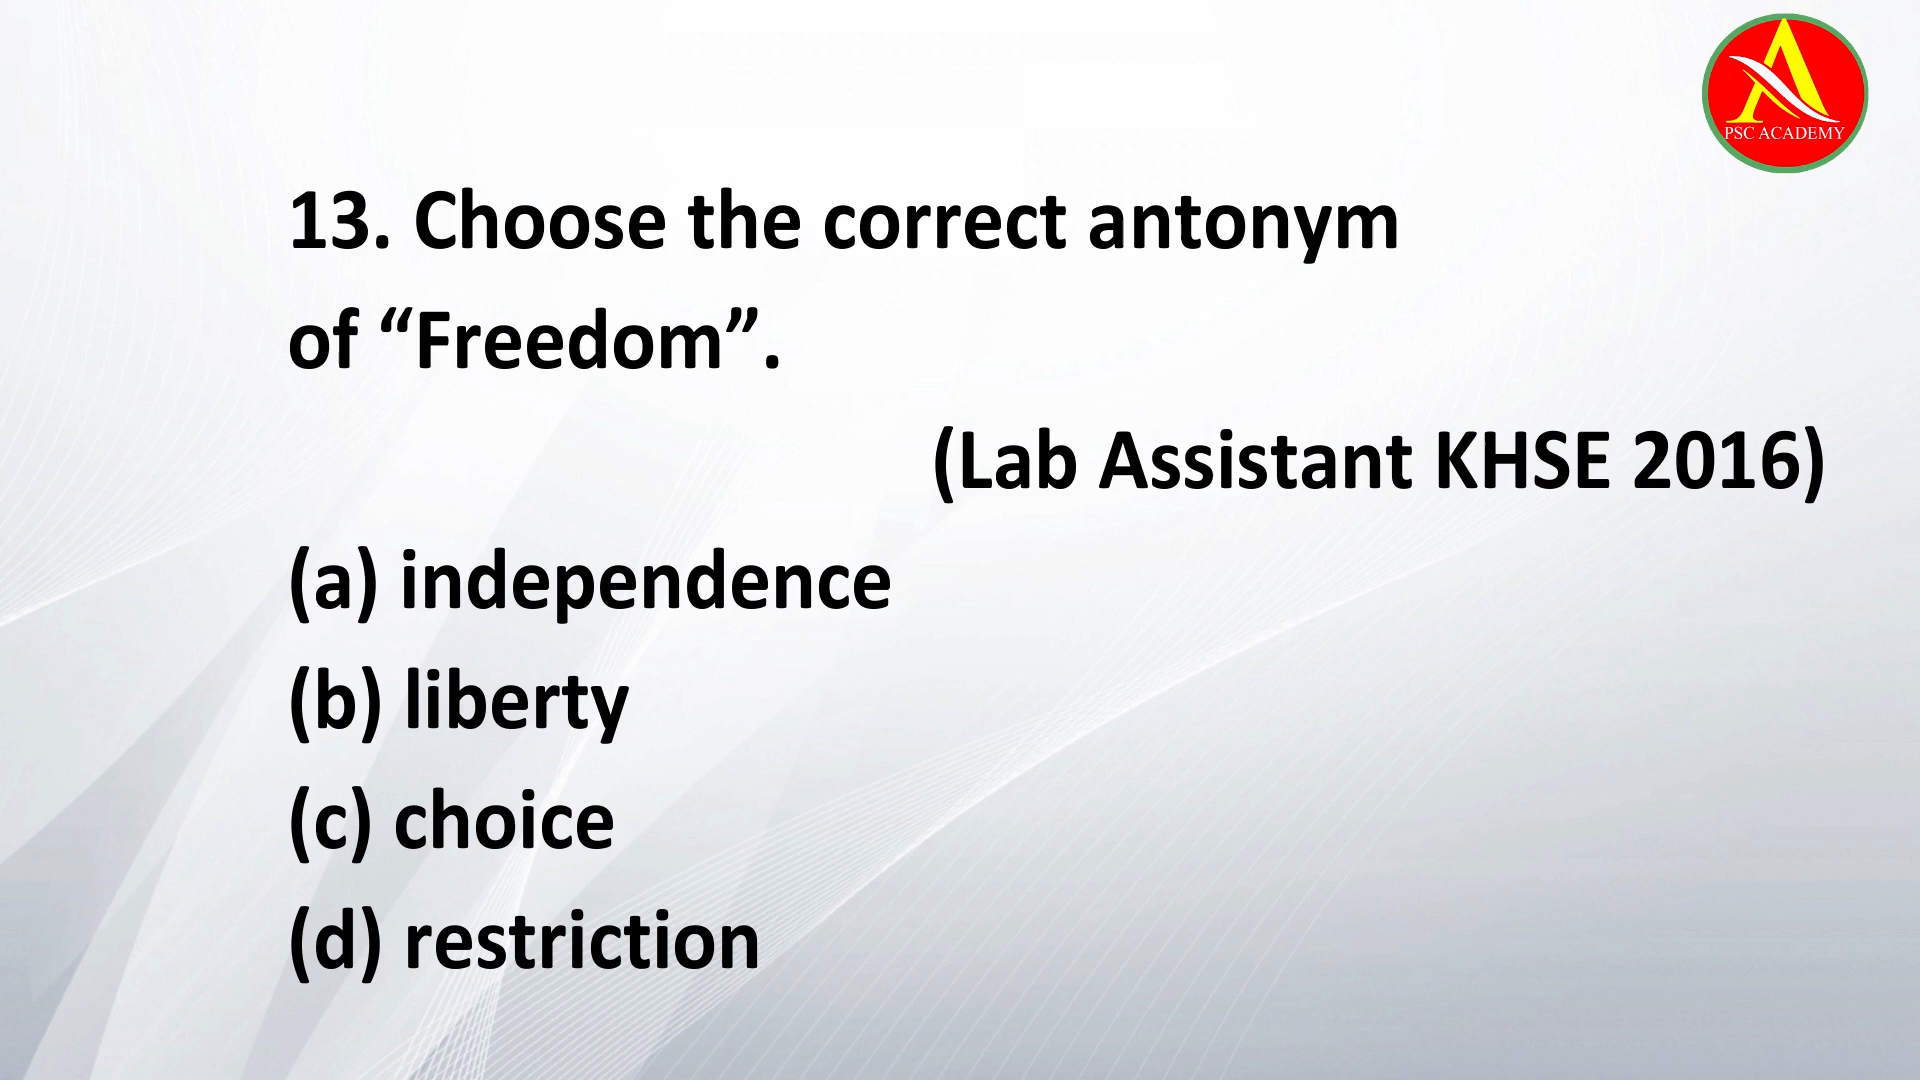 PSC ACADEMY
13. Choose the correct antonym
of “Freedom”.
(Lab Assistant KHSE 2016)
(a) independence
(b) liberty
(c) choice
(d) restriction